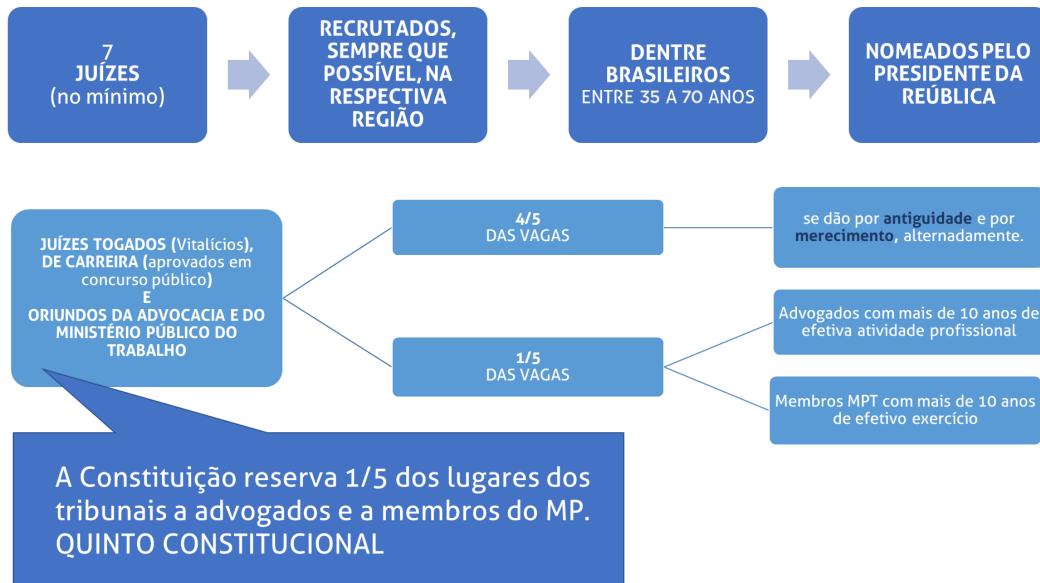 7
JUÍZES
(no mínimo)
RECRUTADOS,
SEMPRE QUE
POSSÍVEL, NA
RESPECTIVA
REGIÃO
DENTRE
BRASILEIROS
ENTRE 35 A 70 ANOS
NOMEADOS PELO
PRESIDENTE DA
REÚBLICA
JUÍZES TOGADOS (Vitalícios),
DE CARREIRA (aprovados em
concurso público)
E
ORIUNDOS DA ADVOCACIA E DO
MINISTÉRIO PÚBLICO DO
TRABALHO
4/5
DAS VAGAS
se dão por antiguidade e por
merecimento, alternadamente.
1/5
DAS VAGAS
Advogados com mais de 10 anos de
efetiva atividade profissional
Membros MPT com mais de 10 anos
de efetivo exercício
A Constituição reserva 1/5 dos lugares dos
tribunais a advogados e a membros do MP.
QUINTO CONSTITUCIONAL